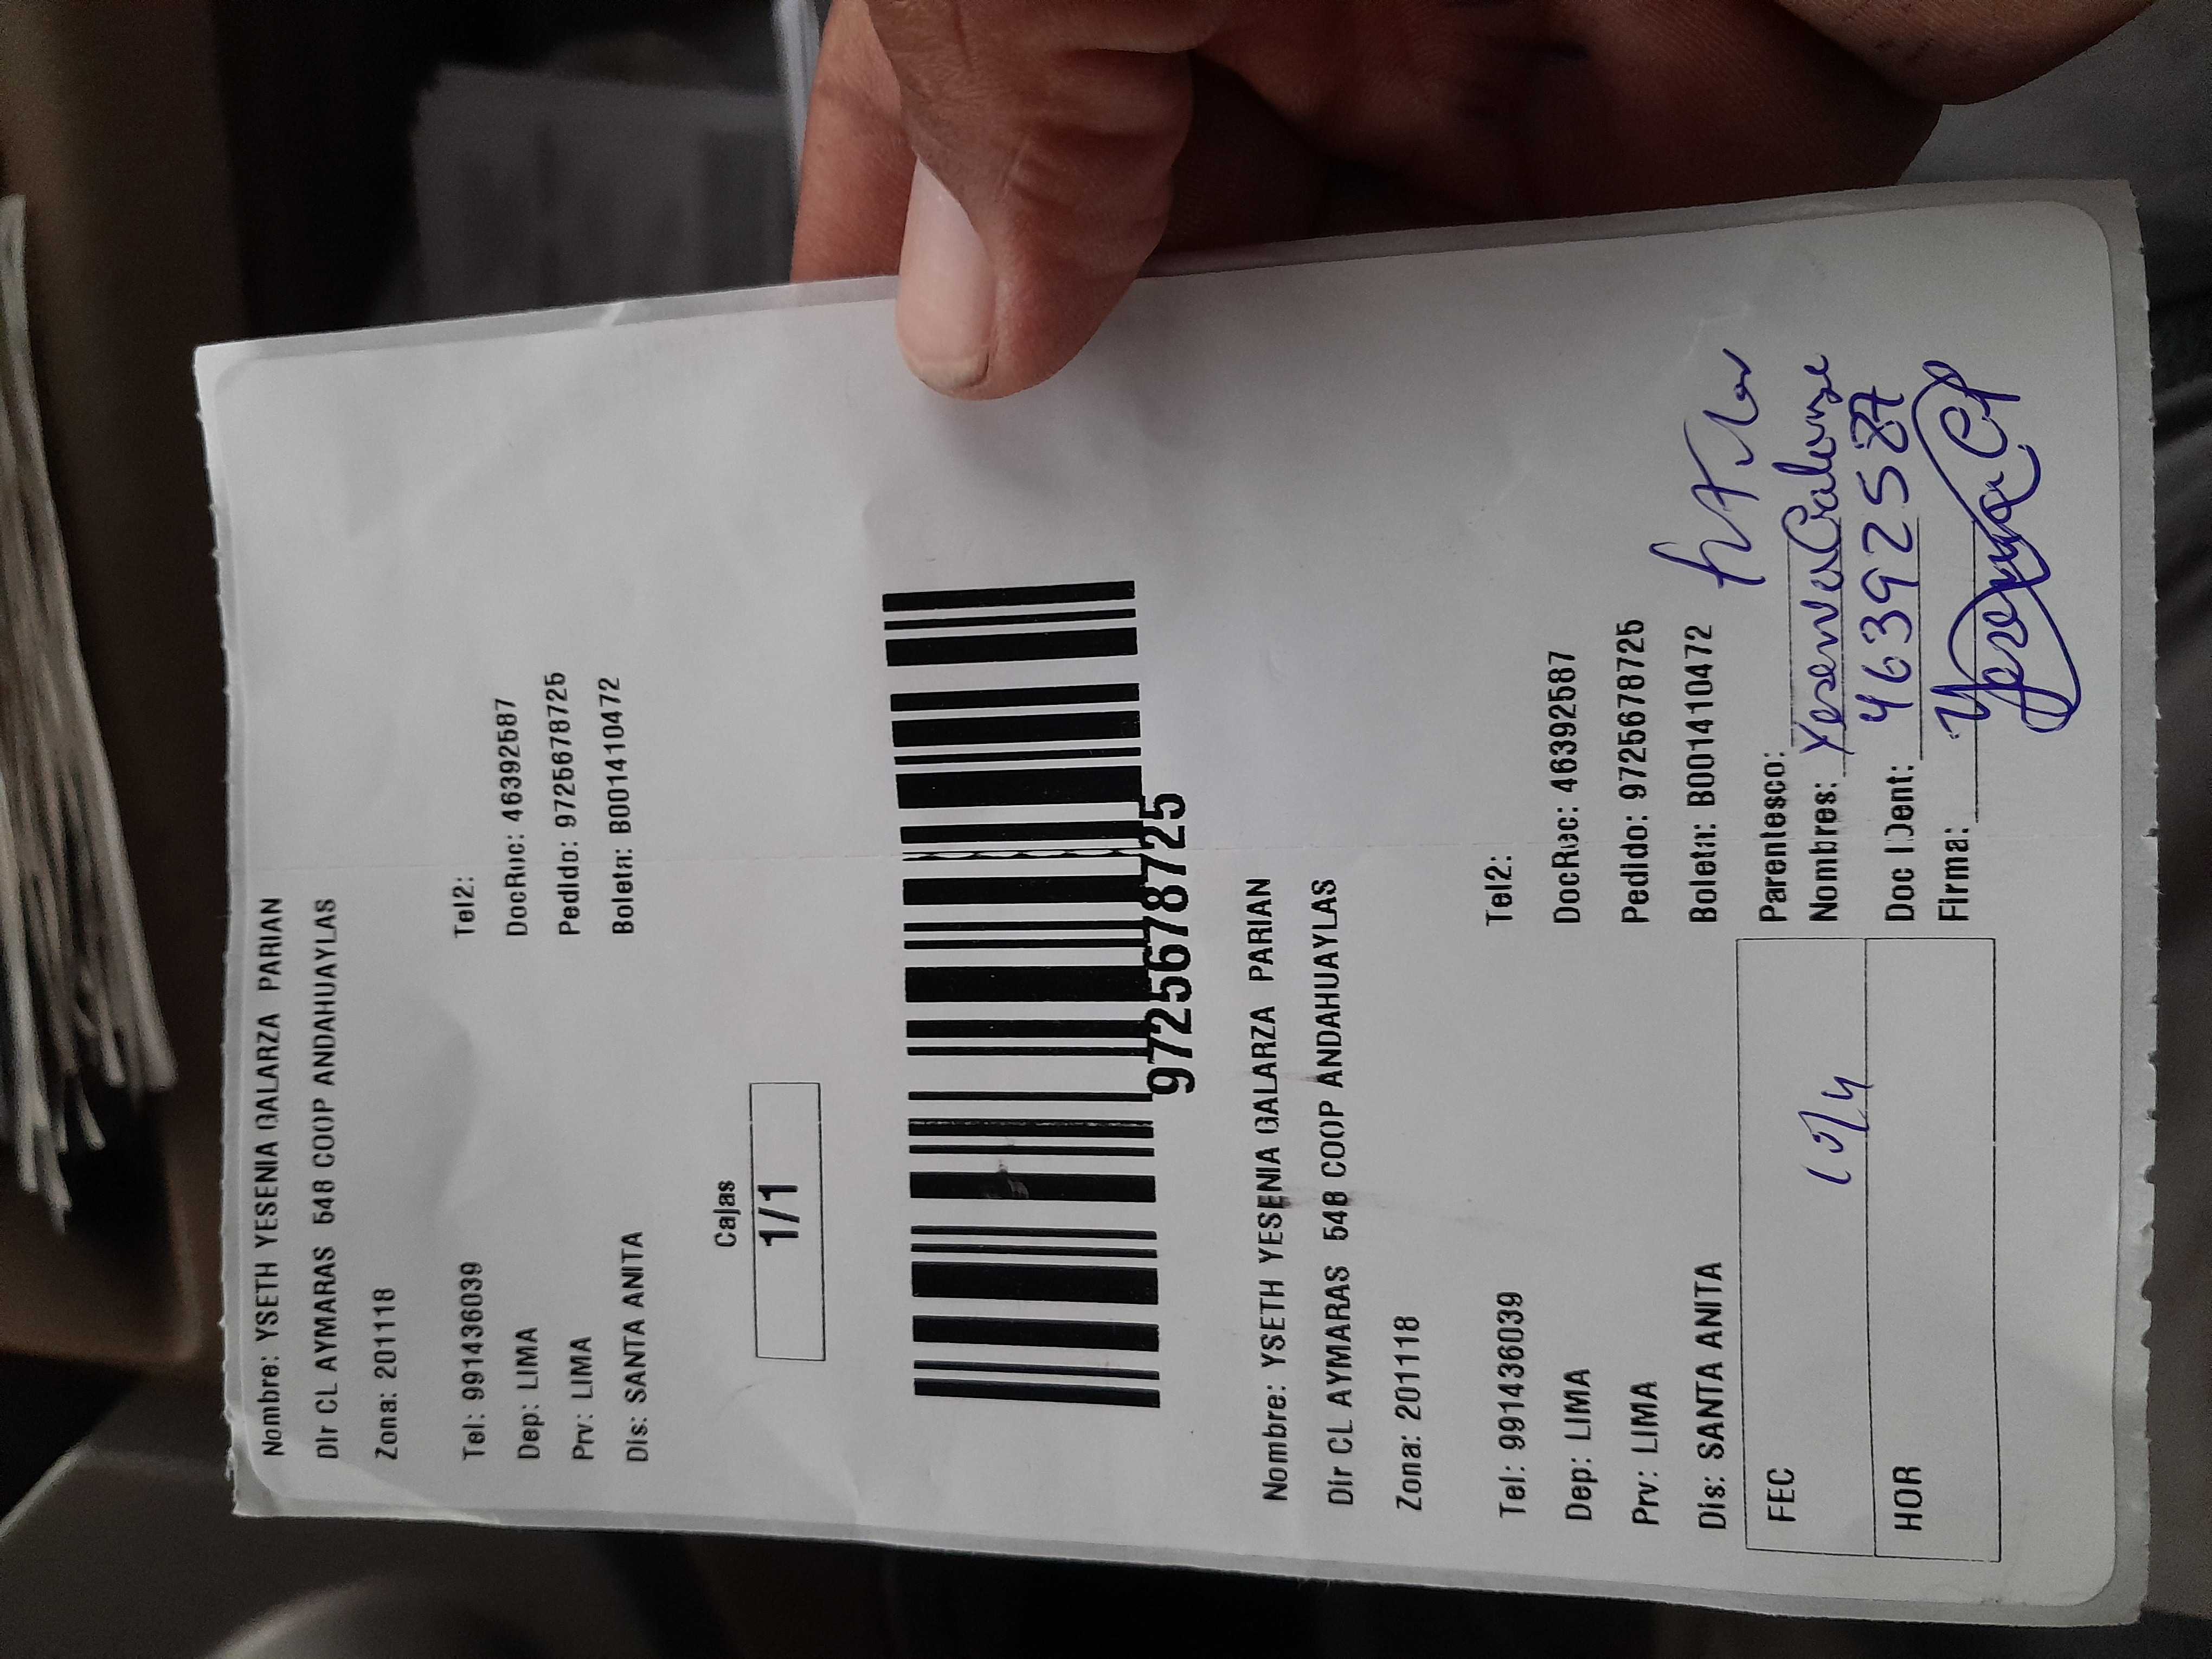 Nombre: YSETH YESENIA GALARZA PARIAN
Dir CL AYMARAS 548 COOP ANDAHUAYLAS
Zona: 201118
Tel: 991436039 Tel2:
Dep: LIMA DocRuc: 46392587
Prv: LIMA Pedido: 9725678725
Dis: SANTA ANITA Boleta: B001410472
Cajas
1/1
9725678725
Nombre: YSETH YESENIA GALARZA PARIAN
Dir CL AYMARAS 548 COOP ANDAHUAYLAS
Zona: 201118
Tel: 991436039 Tel2:
Dep: LIMA DocRuc: 46392587
Prv: LIMA Pedido: 9725678725
Dis: SANTA ANITA Boleta: B001410472
FEC Parentesco:
Nombres: Yesenia Galarza
HOR Doc IDent: 46392587
Firma: